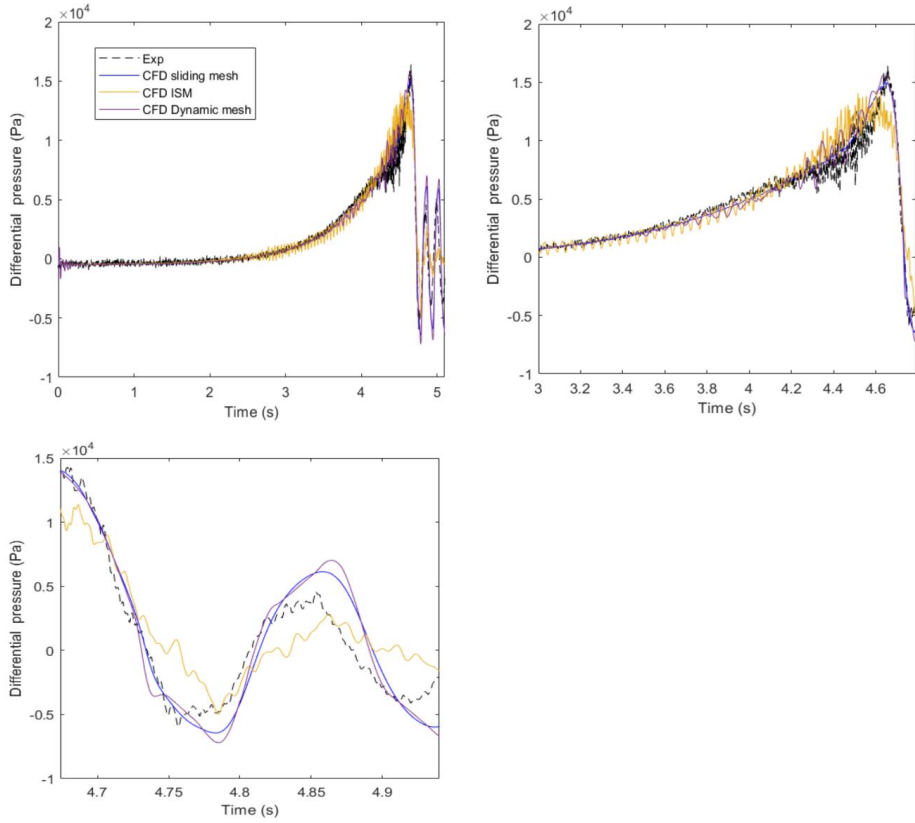 ×10⁴
2
1.5
1
0.5
0
-0.5
-1
Differential pressure (Pa)
Exp
CFD sliding mesh
CFD ISM
CFD Dynamic mesh
0 1 2 3 4 5
Time (s)
×10⁴
2
1.5
1
0.5
0
-0.5
-1
Differential pressure (Pa)
3 3.2 3.4 3.6 3.8 4 4.2 4.4 4.6
Time (s)
×10⁴
1.5
1
0.5
0
-0.5
-1
Differential pressure (Pa)
4.7 4.75 4.8 4.85 4.9
Time (s)